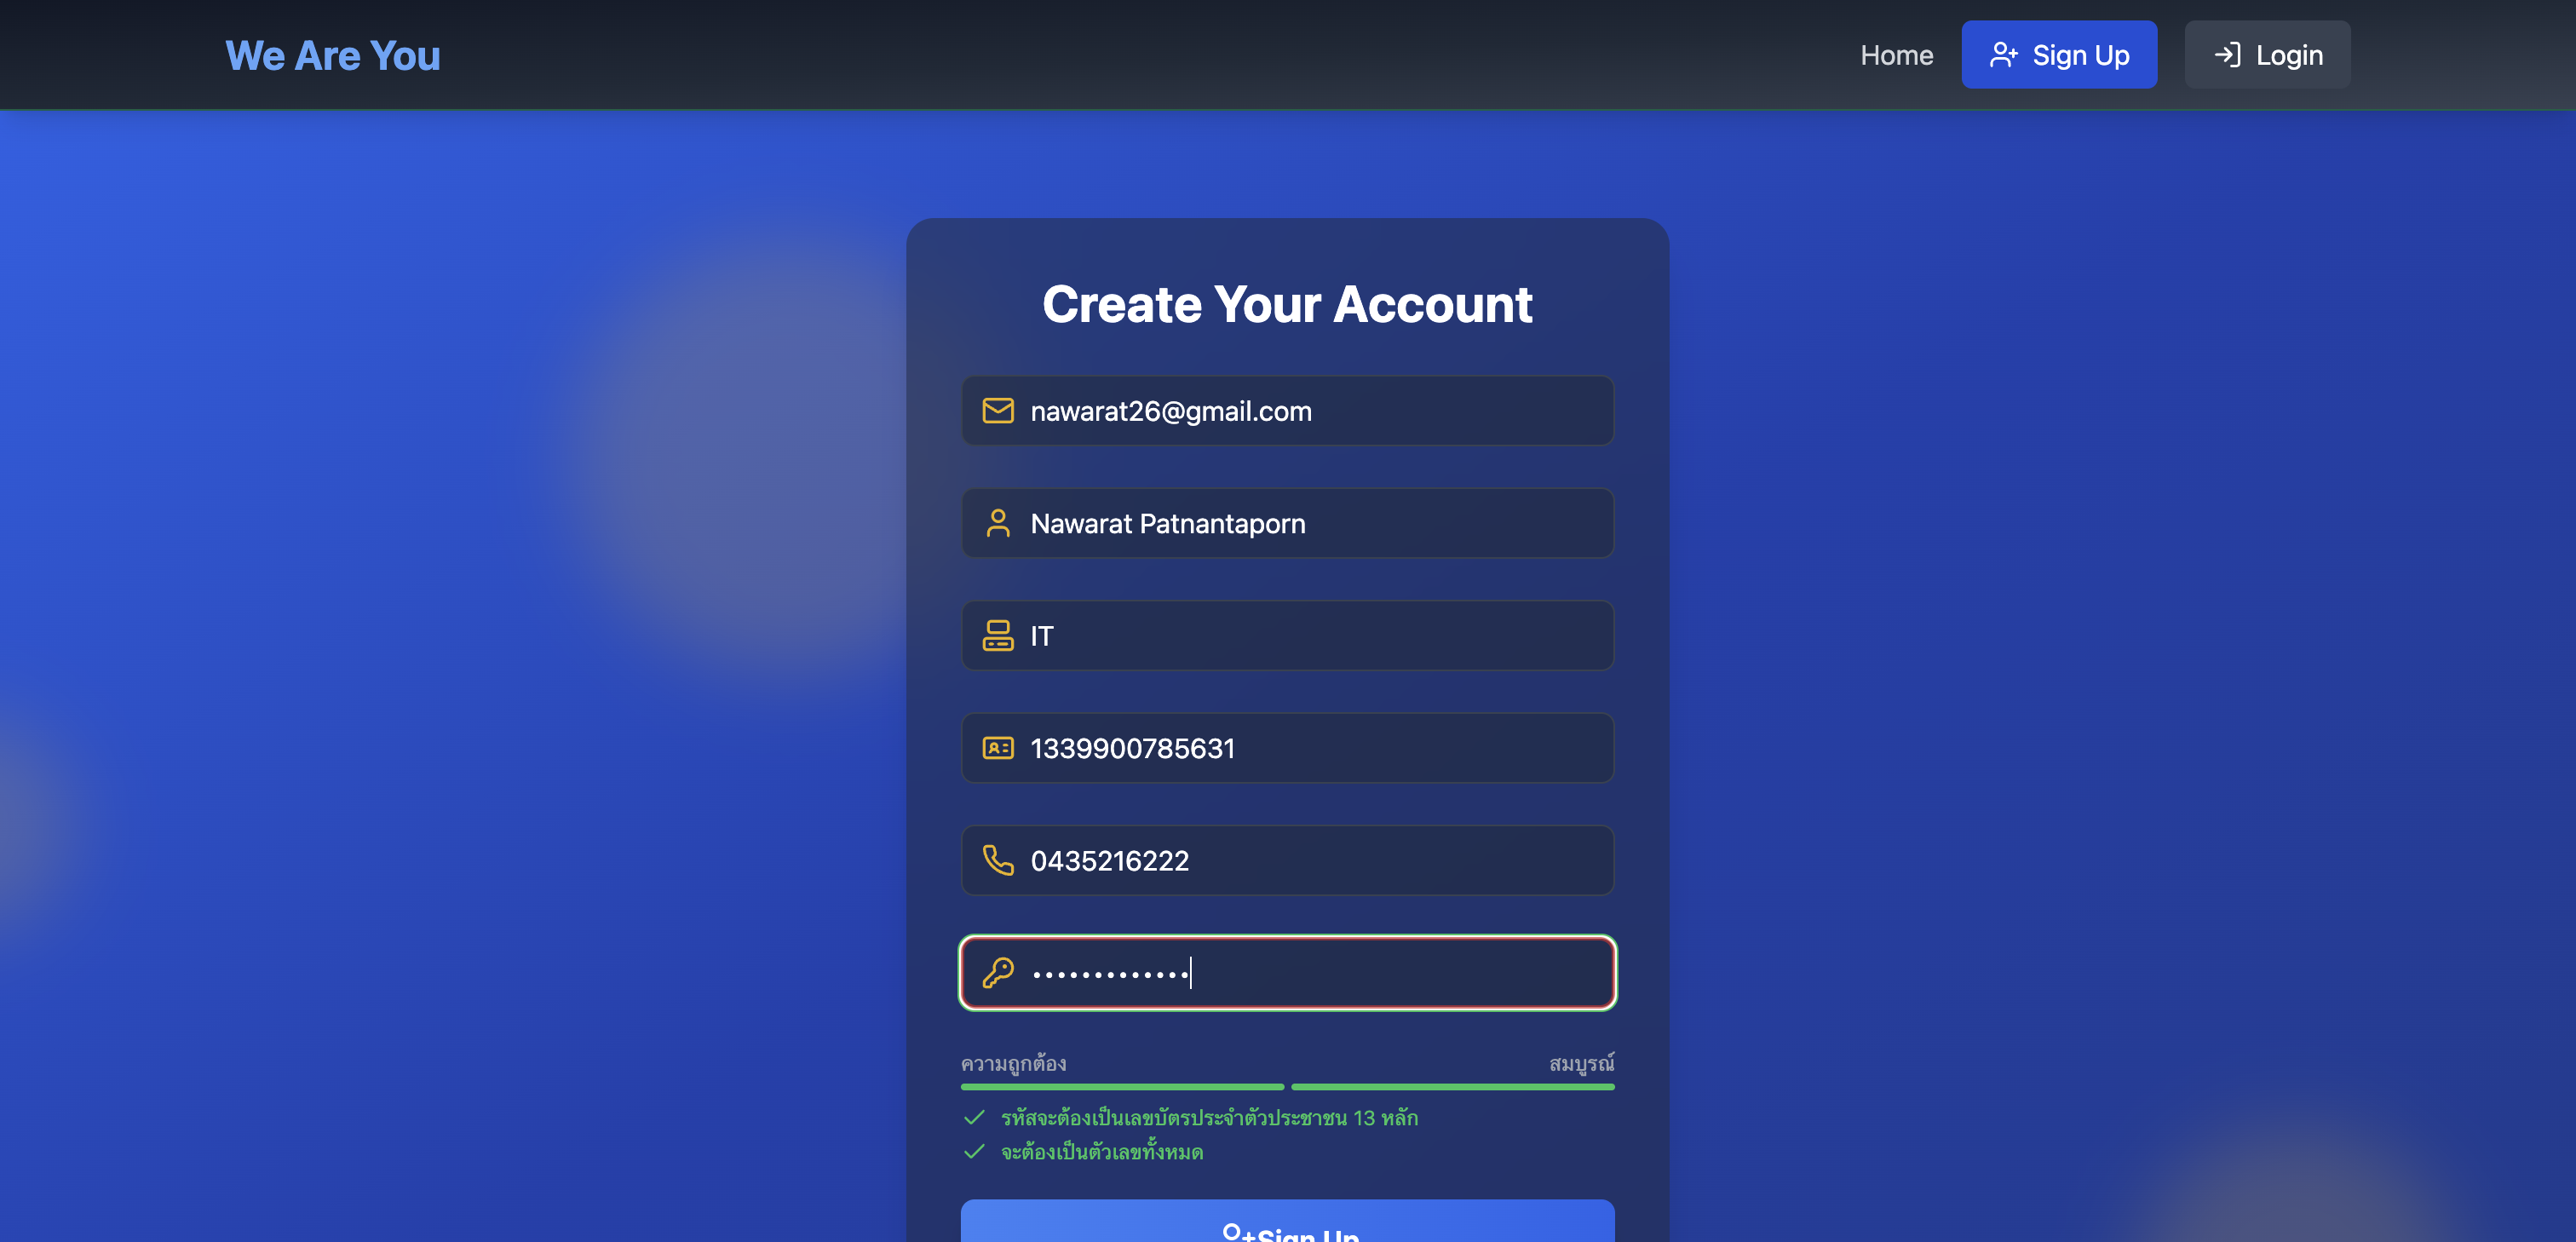 We Are You
Home
Sign Up
Login
Create Your Account
nawarat26@gmail.com
Nawarat Patnantaporn
IT
1339900785631
0435216222
•••••••••••••
ความถูกต้อง
สมบูรณ์
รหัสจะต้องเป็นเลขบัตรประจำตัวประชาชน 13 หลัก
จะต้องเป็นตัวเลขทั้งหมด
Sign Up